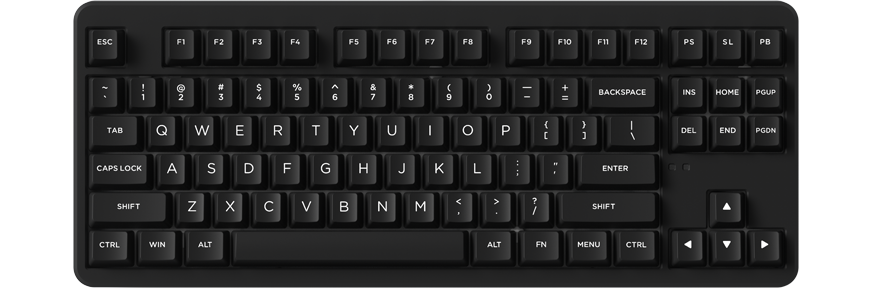 ESC F1 F2 F3 F4 F5 F6 F7 F8 F9 F10 F11 F12 PS SL PB
~ ! @ # $ % ^ & * ( ) — +
` 1 2 3 4 5 6 7 8 9 0 – = BACKSPACE INS HOME PGUP
TAB Q W E R T Y U I O P { [ } ] | \ DEL END PGDN
CAPS LOCK A S D F G H J K L : ; " ' ENTER
SHIFT Z X C V B N M < , > . ? / SHIFT ▲
CTRL WIN ALT ALT FN MENU CTRL ◀ ▼ ▶